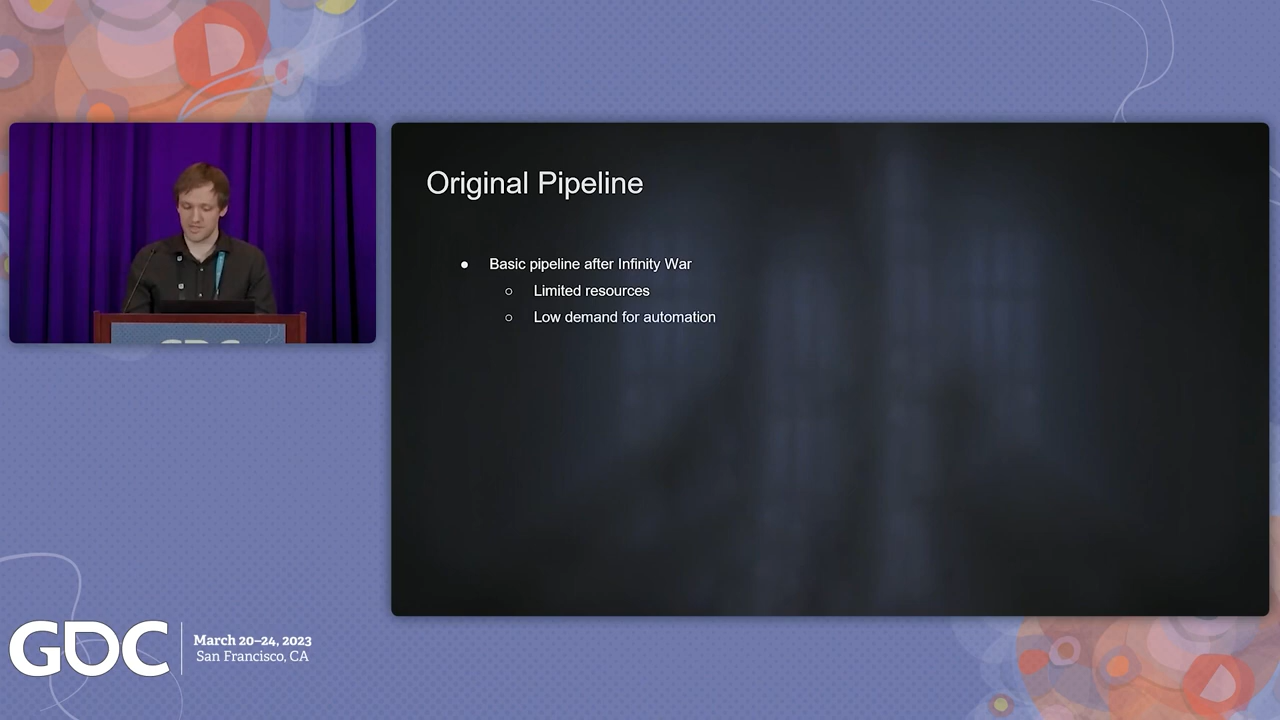 Original Pipeline
Basic pipeline after Infinity War
Limited resources
Low demand for automation
GDC
March 20–24, 2023
San Francisco, CA